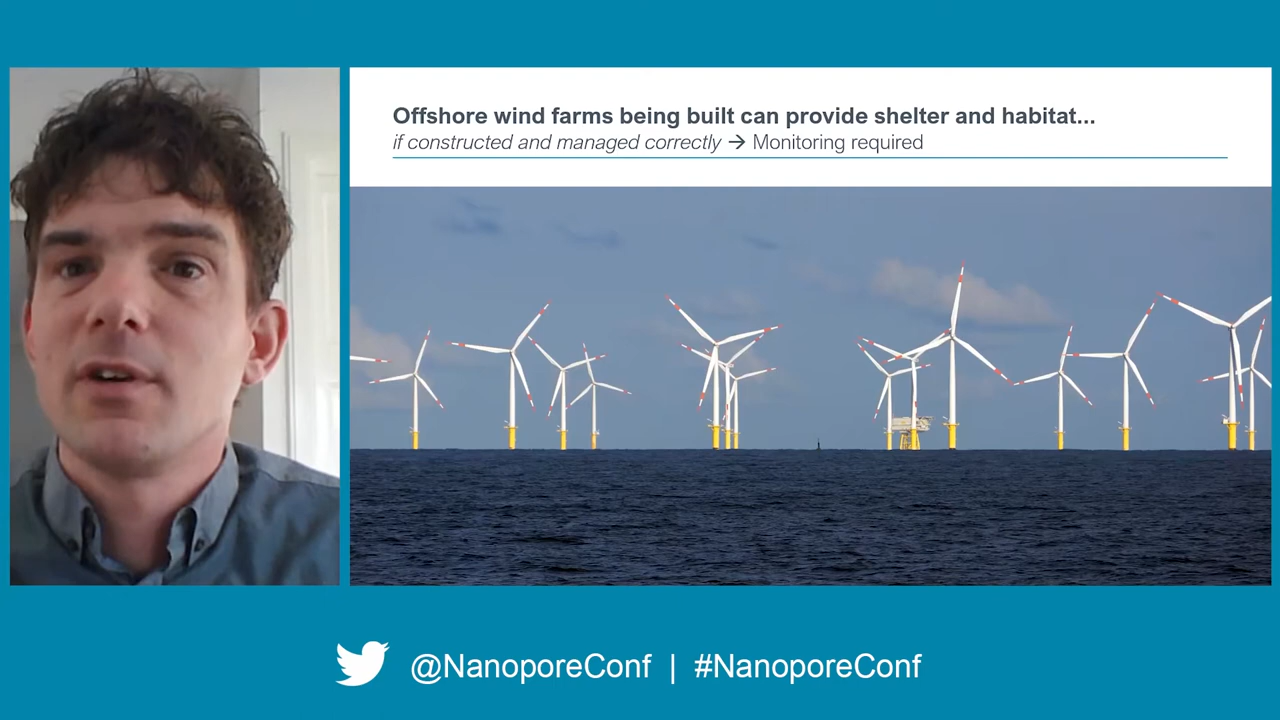 Offshore wind farms being built can provide shelter and habitat...
if constructed and managed correctly → Monitoring required
@NanoporeConf | #NanoporeConf